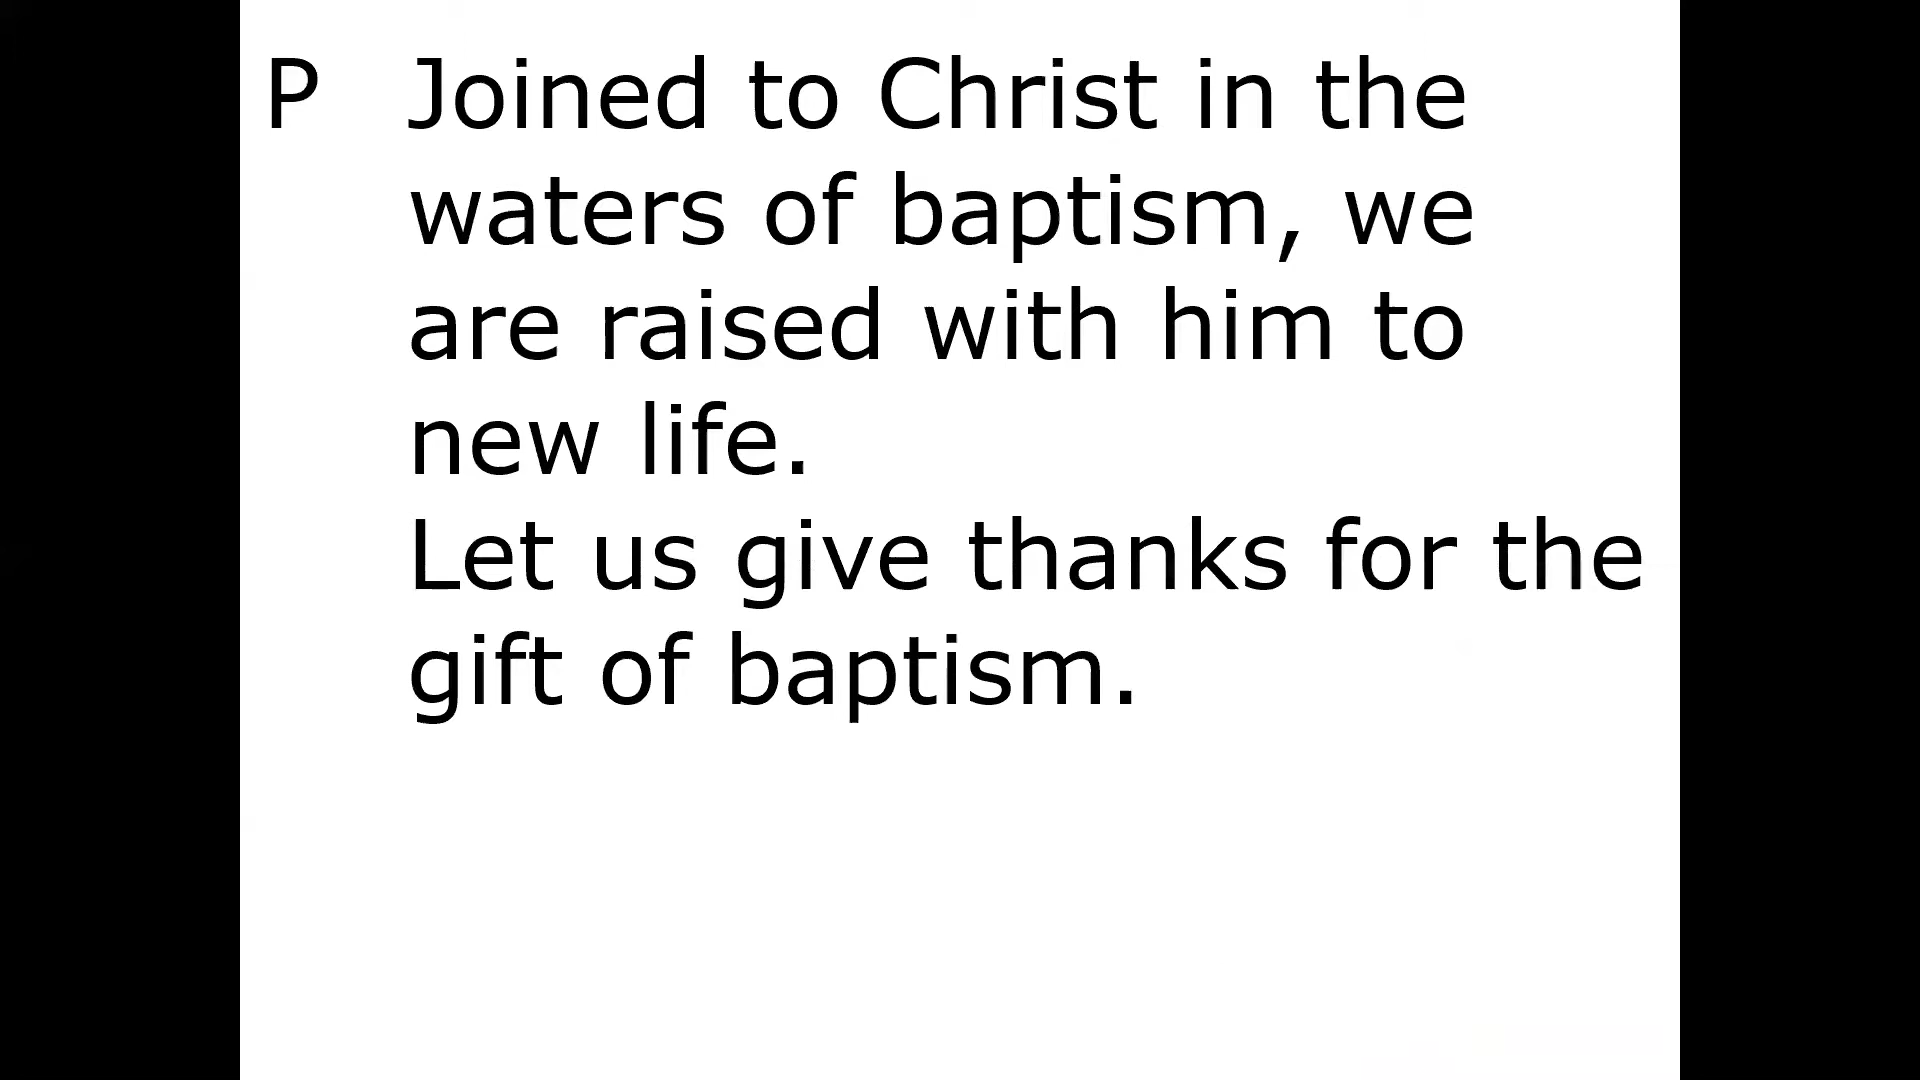 P Joined to Christ in the
waters of baptism, we
are raised with him to
new life.
Let us give thanks for the
gift of baptism.